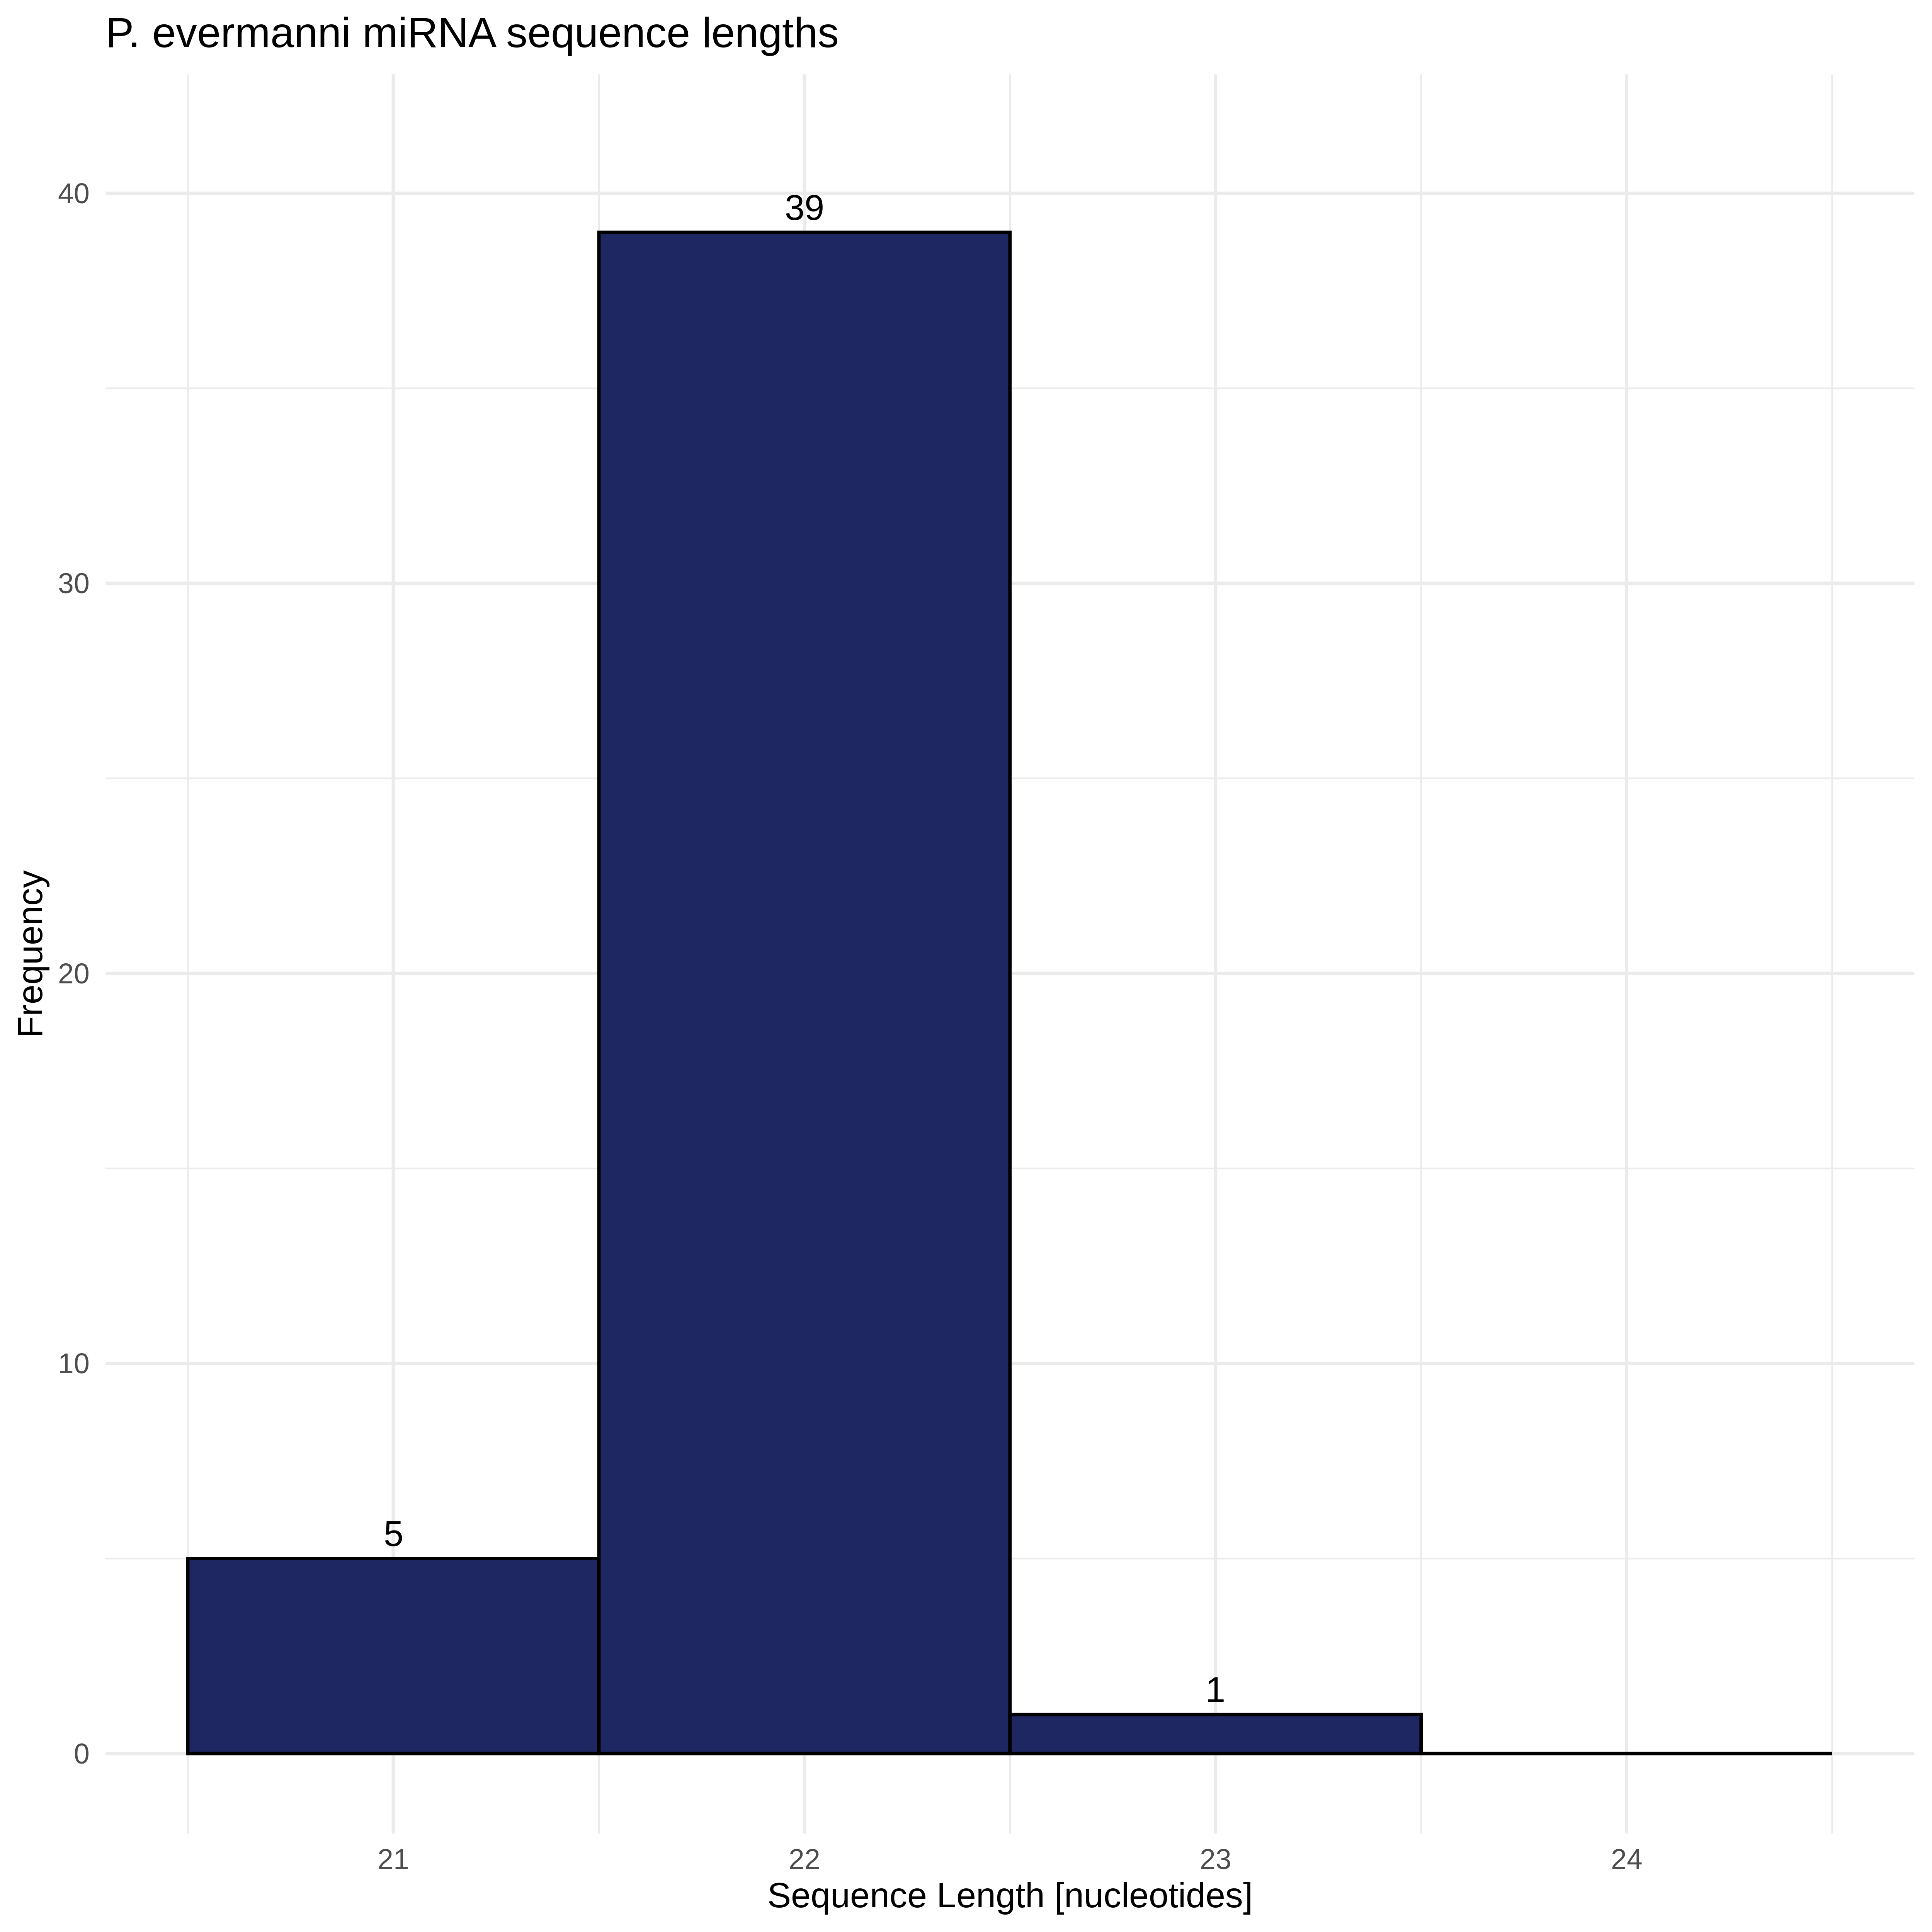 P. evermanni miRNA sequence lengths
Frequency
40
30
20
10
0
39
5
1
21 22 23 24
Sequence Length [nucleotides]